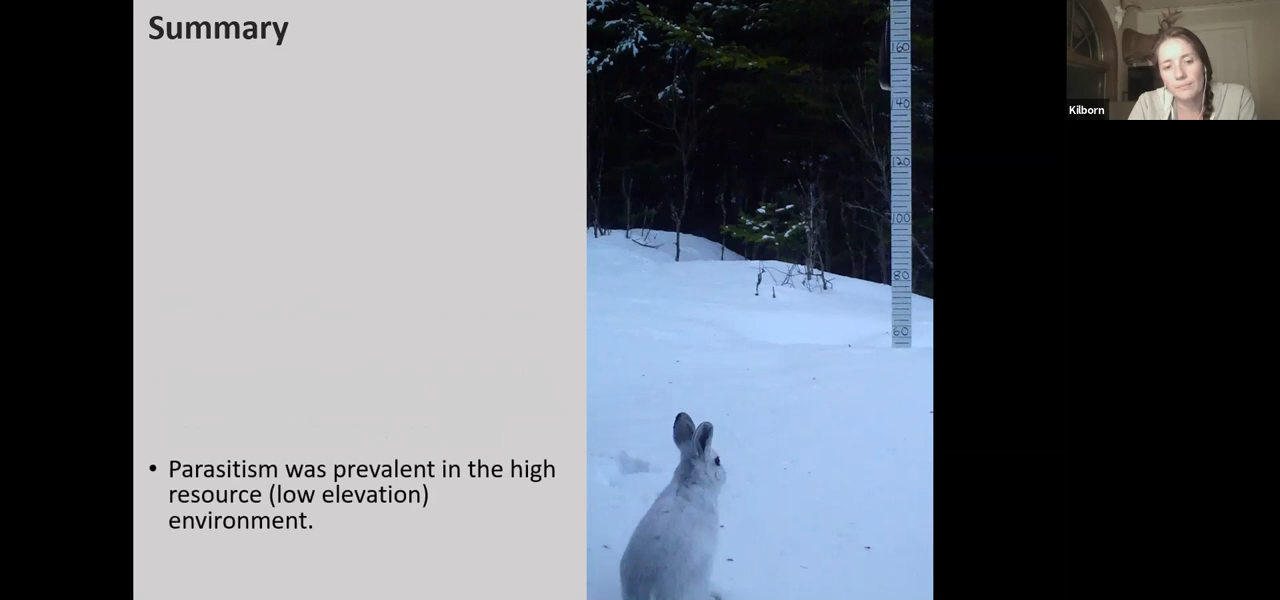 Summary
• Parasitism was prevalent in the high
resource (low elevation)
environment.
160
140
120
100
80
60
Kilborn